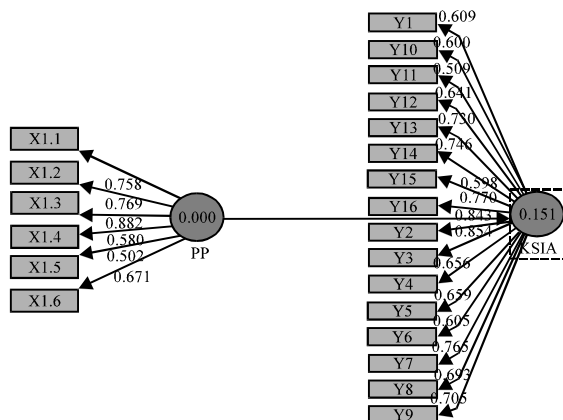 X1.1
X1.2
X1.3
X1.4
X1.5
X1.6
0.758
0.769
0.882
0.580
0.502
0.671
0.000
PP
Y1
Y10
Y11
Y12
Y13
Y14
Y15
Y16
Y2
Y3
Y4
Y5
Y6
Y7
Y8
Y9
0.609
0.600
0.509
0.641
0.730
0.746
0.598
0.770
0.843
0.854
0.656
0.659
0.605
0.765
0.693
0.705
0.151
KSIA